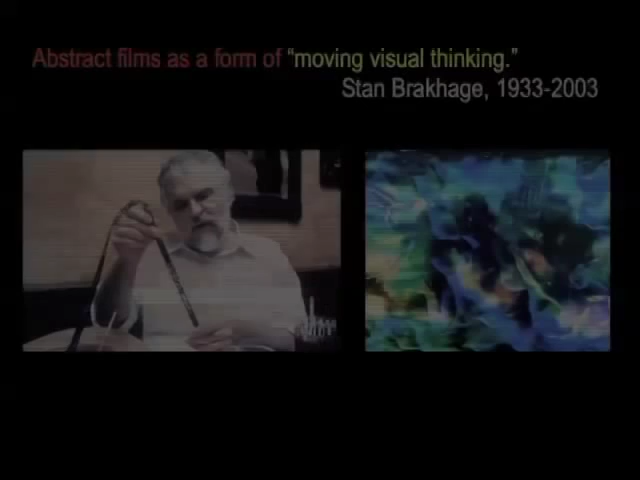 Abstract films as a form of “moving visual thinking.”
Stan Brakhage, 1933-2003